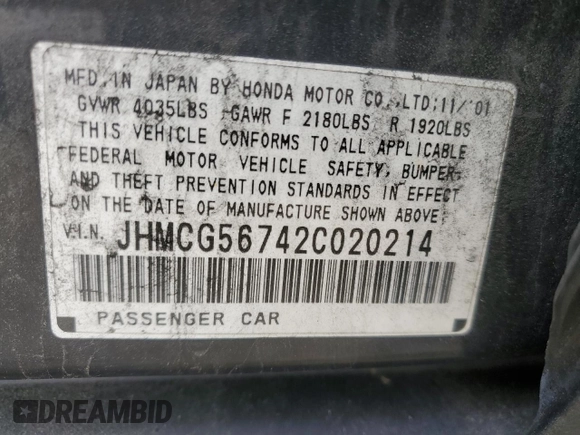 MFD. IN JAPAN BY HONDA MOTOR CO., LTD; 11/'01
GVWR 4035LBS GAWR F 2180LBS R 1920LBS
THIS VEHICLE CONFORMS TO ALL APPLICABLE
FEDERAL MOTOR VEHICLE SAFETY, BUMPER
AND THEFT PREVENTION STANDARDS IN EFFECT
ON THE DATE OF MANUFACTURE SHOWN ABOVE.
V.I.N. JHMCG56742C020214
PASSENGER CAR
DREAMBID